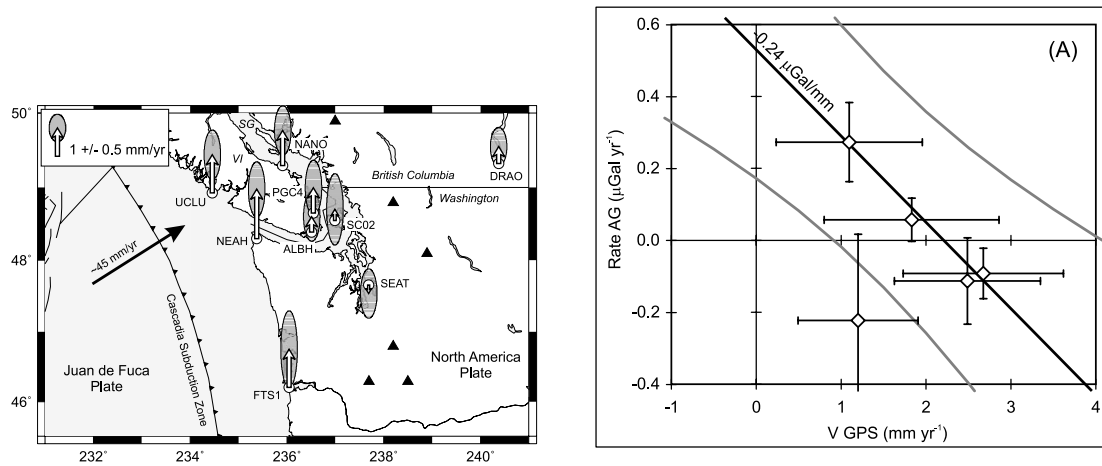 50°
48°
46°
232°
234°
236°
238°
240°
1 +/- 0.5 mm/yr
SG
VI
NANO
British Columbia
DRAO
UCLU
PGC4
Washington
SC02
NEAH
ALBH
~45 mm/yr
SEAT
Cascadia Subduction Zone
Juan de Fuca
Plate
North America
Plate
FTS1
(A)
-0.24 µGal/mm
Rate AG (µGal yr-1)
0.6
0.4
0.2
0.0
-0.2
-0.4
-1
0
1
2
3
4
V GPS (mm yr-1)